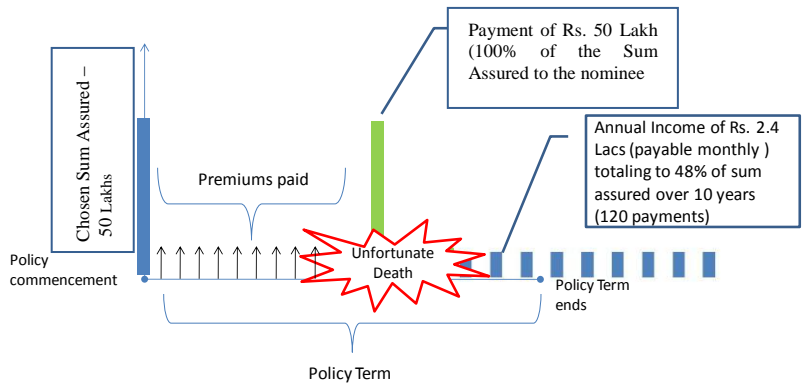 Chosen Sum Assured –
50 Lakhs
Payment of Rs. 50 Lakh
(100% of the Sum
Assured to the nominee
Annual Income of Rs. 2.4
Lacs (payable monthly )
totaling to 48% of sum
assured over 10 years
(120 payments)
Premiums paid
Unfortunate
Death
Policy
commencement
Policy Term
ends
Policy Term